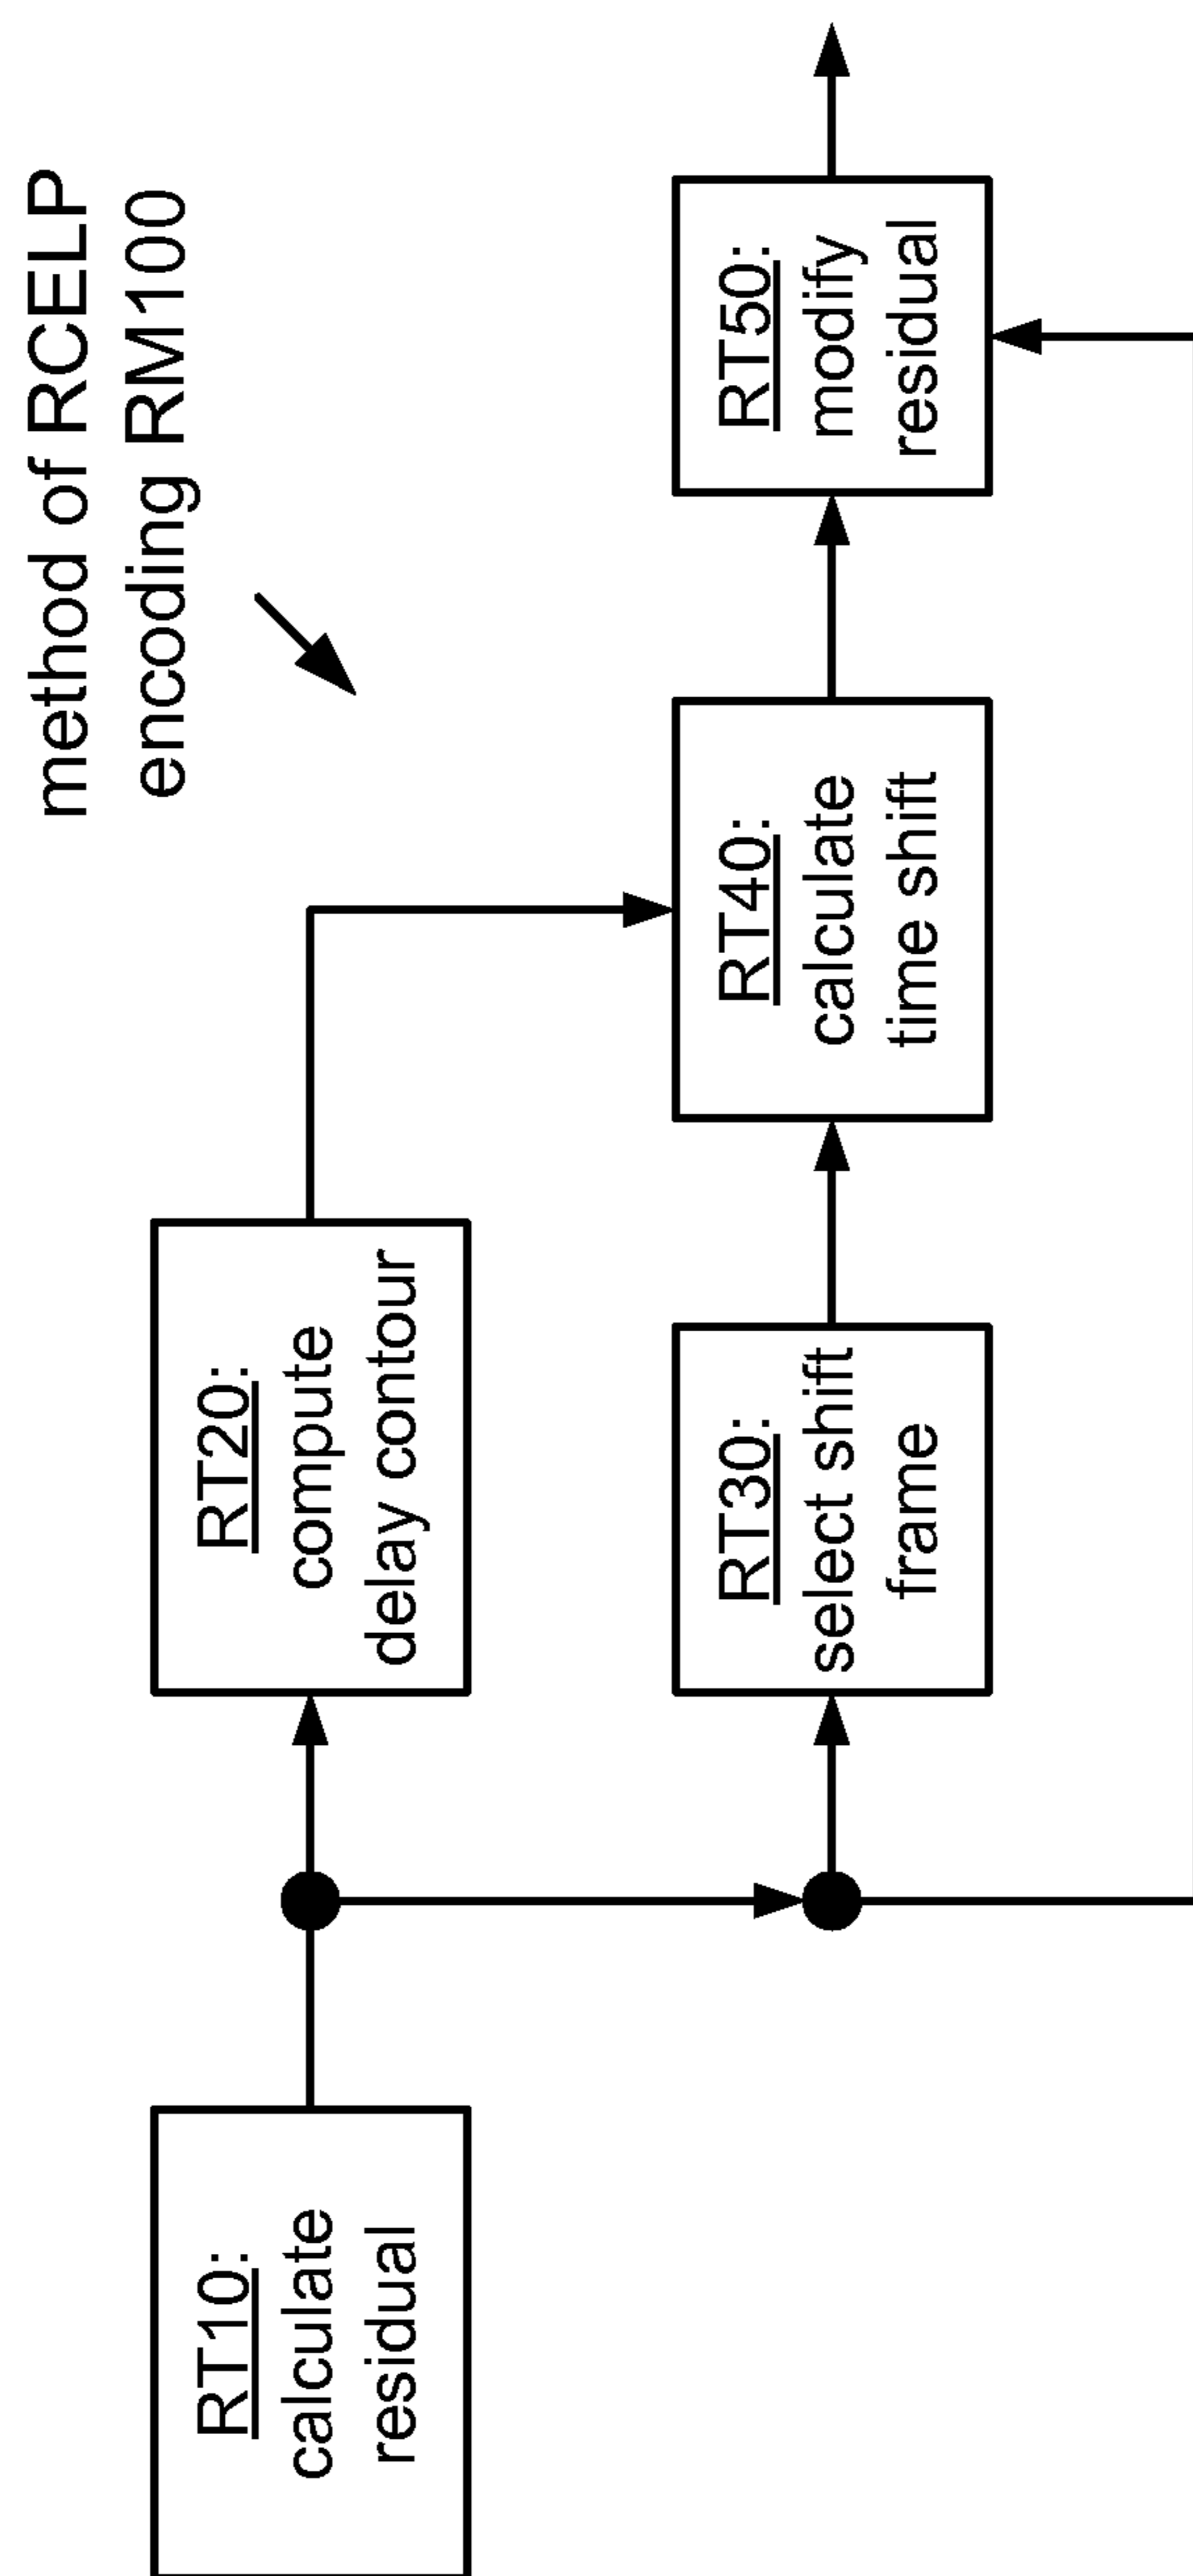 method of RCELP
encoding RM100
RT10:
calculate
residual
RT20:
compute
delay contour
RT30:
select shift
frame
RT40:
calculate
time shift
RT50:
modify
residual